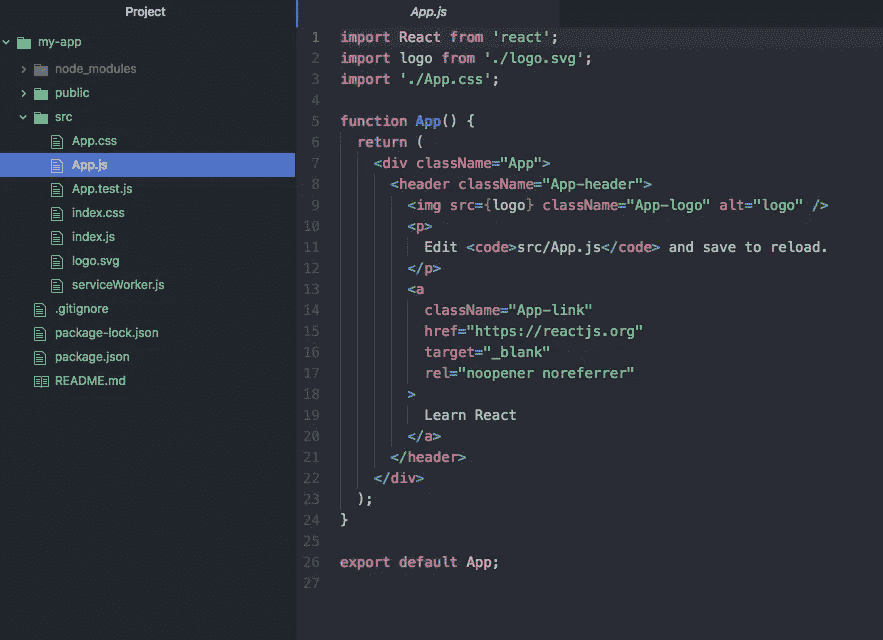 Project
my-app
node_modules
public
src
App.css
App.js
App.test.js
index.css
index.js
logo.svg
serviceWorker.js
.gitignore
package-lock.json
package.json
README.md
App.js
1 import React from 'react';
2 import logo from './logo.svg';
3 import './App.css';
4
5 function App() {
6   return (
7     <div className="App">
8       <header className="App-header">
9         <img src={logo} className="App-logo" alt="logo" />
10         <p>
11           Edit <code>src/App.js</code> and save to reload.
12         </p>
13         <a
14           className="App-link"
15           href="https://reactjs.org"
16           target="_blank"
17           rel="noopener noreferrer"
18         >
19           Learn React
20         </a>
21       </header>
22     </div>
23   );
24 }
25
26 export default App;
27